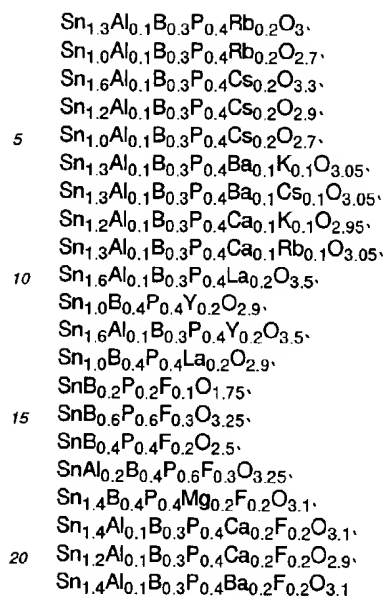 Sn1.3Al0.1B0.3P0.4Rb0.2O3、
Sn1.0Al0.1B0.3P0.4Rb0.2O2.7、
Sn1.6Al0.1B0.3P0.4Cs0.2O3.3、
Sn1.2Al0.1B0.3P0.4Cs0.2O2.9、
5 Sn1.0Al0.1B0.3P0.4Cs0.2O2.7、
Sn1.3Al0.1B0.3P0.4Ba0.1K0.1O3.05、
Sn1.3Al0.1B0.3P0.4Ba0.1Cs0.1O3.05、
Sn1.2Al0.1B0.3P0.4Ca0.1K0.1O2.95、
Sn1.3Al0.1B0.3P0.4Ca0.1Rb0.1O3.05、
10 Sn1.6Al0.1B0.3P0.4La0.2O3.5、
Sn1.0B0.4P0.4Y0.2O2.9、
Sn1.6Al0.1B0.3P0.4Y0.2O3.5、
Sn1.0B0.4P0.4La0.2O2.9、
SnB0.2P0.2F0.1O1.75、
15 SnB0.6P0.6F0.3O3.25、
SnB0.4P0.4F0.2O2.5、
SnAl0.2B0.4P0.6F0.3O3.25、
Sn1.4B0.4P0.4Mg0.2F0.2O3.1、
Sn1.4Al0.1B0.3P0.4Ca0.2F0.2O3.1、
20 Sn1.2Al0.1B0.3P0.4Ca0.2F0.2O2.9、
Sn1.4Al0.1B0.3P0.4Ba0.2F0.2O3.1